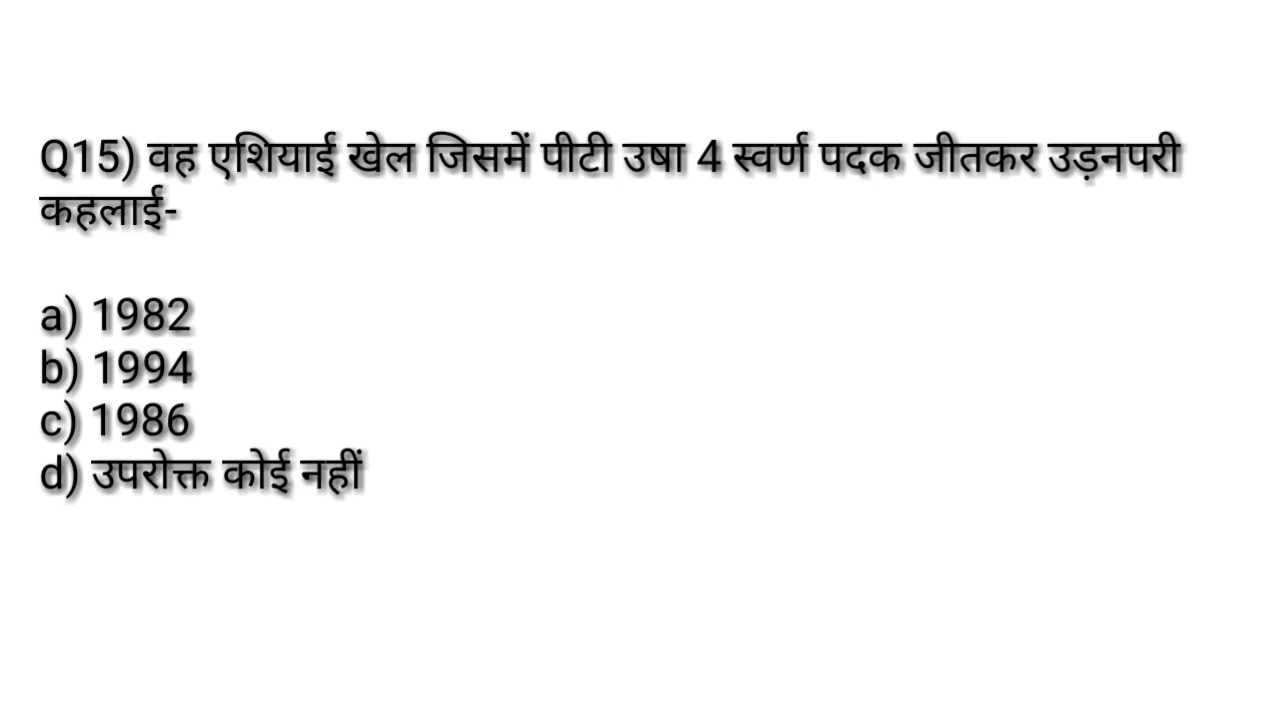 Q15) वह एशियाई खेल जिसमें पीटी उषा 4 स्वर्ण पदक जीतकर उड़नपरी
कहलाई-
a) 1982
b) 1994
c) 1986
d) उपरोक्त कोई नहीं